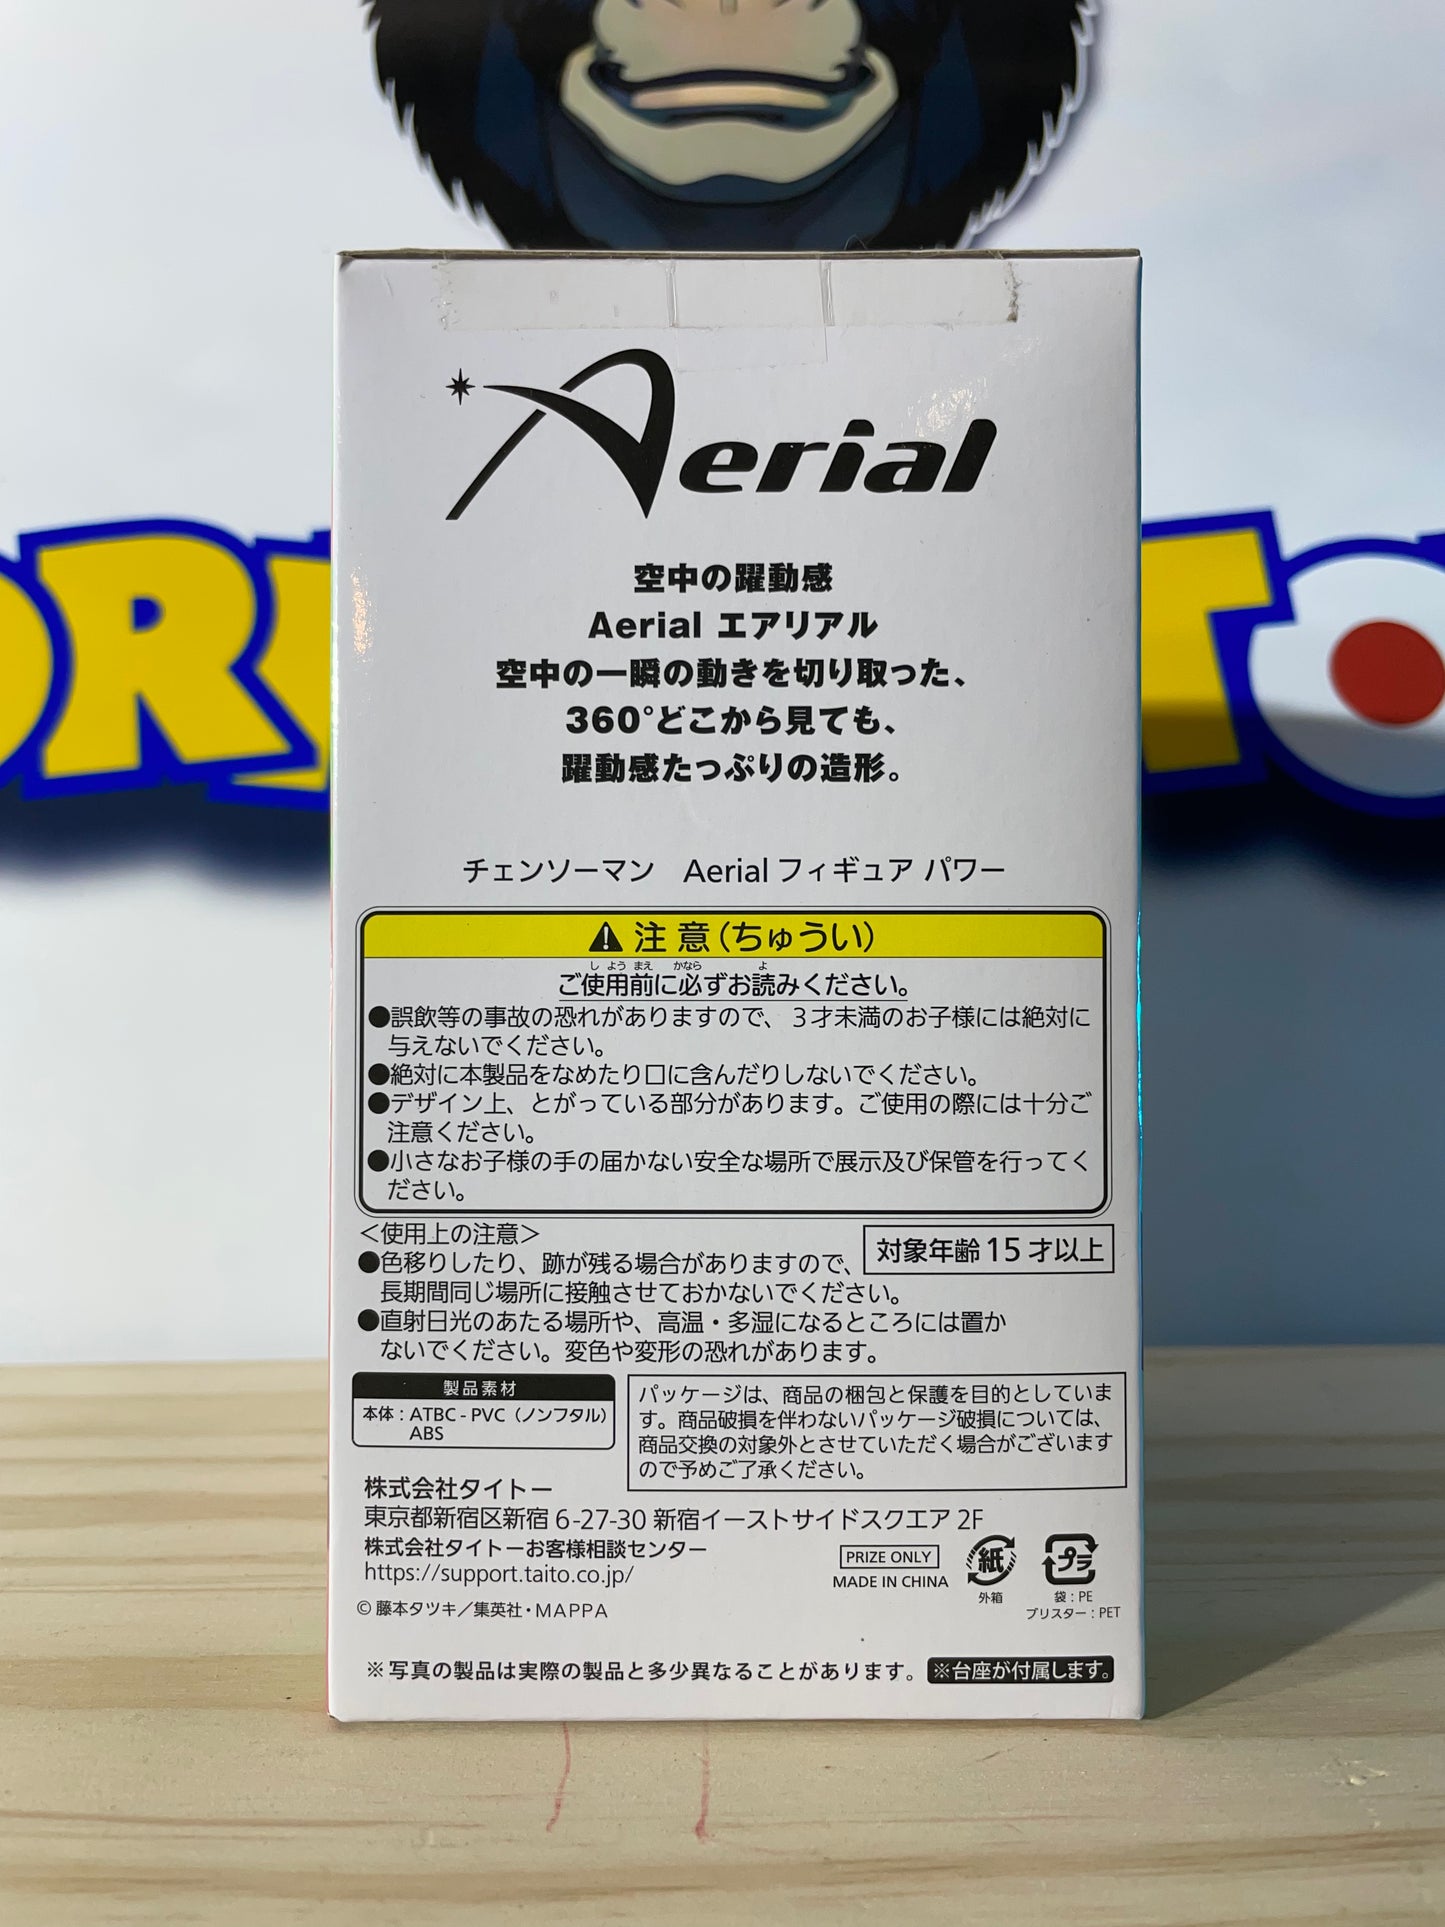 Aerial
空中の躍動感
Aerial エアリアル
空中の一瞬の動きを切り取った、
360°どこから見ても、
躍動感たっぷりの造形。
チェンソーマン Aerial フィギュア パワー
注意(ちゅうい)
ご使用前に必ずお読みください。
●誤飲等の事故の恐れがありますので、3才未満のお子様には絶対に
与えないでください。
●絶対に本製品をなめたり口に含んだりしないでください。
●デザイン上、とがっている部分があります。ご使用の際には十分ご
注意ください。
●小さなお子様の手の届かない安全な場所で展示及び保管を行ってく
ださい。
<使用上の注意>
対象年齢15才以上
●色移りしたり、跡が残る場合がありますので、
長期間同じ場所に接触させておかないでください。
●直射日光のあたる場所や、高温・多湿になるところには置か
ないでください。変色や変形の恐れがあります。
製品素材
本体:ATBC-PVC(ノンフタル)
ABS
パッケージは、商品の梱包と保護を目的としていま
す。商品破損を伴わないパッケージ破損については、
商品交換の対象外とさせていただく場合がございます
ので予めご了承ください。
株式会社タイトー
東京都新宿区新宿6-27-30 新宿イーストサイドスクエア 2F
株式会社タイトーお客様相談センター
https://support.taito.co.jp/
PRIZE ONLY
MADE IN CHINA
紙
外箱
プラ
袋:PE
ブリスター:PET
© 藤本タツキ/集英社・MAPPA
※写真の製品は実際の製品と多少異なることがあります。
※台座が付属します。